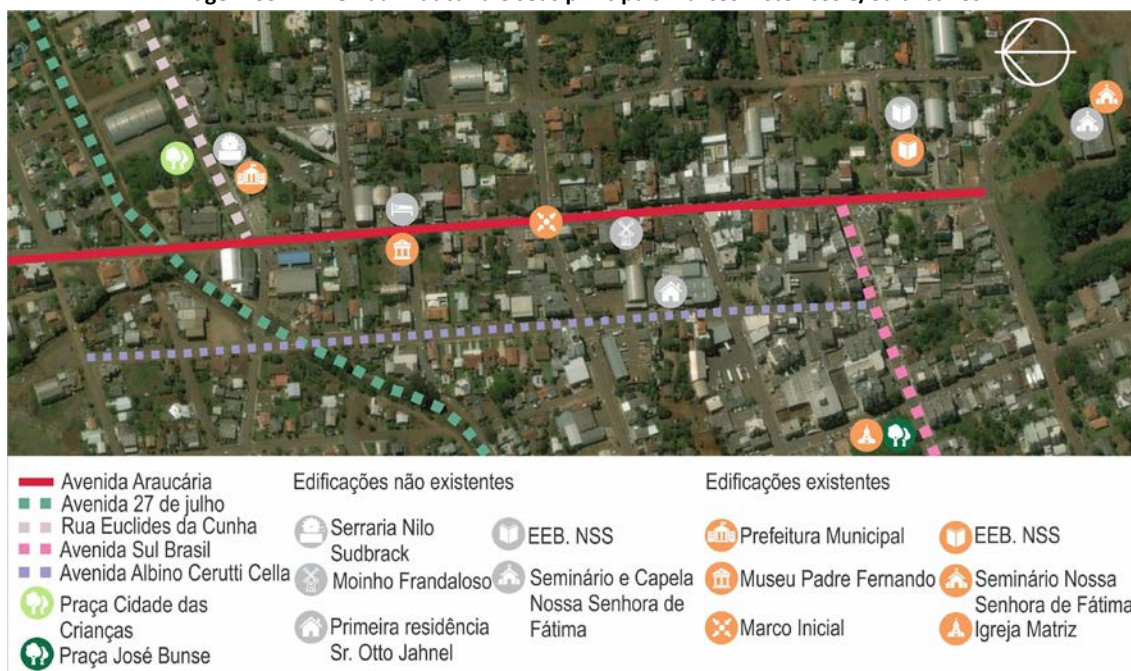 Avenida Araucária
Avenida 27 de julho
Rua Euclides da Cunha
Avenida Sul Brasil
Avenida Albino Cerutti Cella
Praça Cidade das
Crianças
Praça José Bunse
Edificações não existentes
Serraria Nilo
Sudbrack
Moinho Frandaloso
Primeira residência
Sr. Otto Jahnel
EEB. NSS
Seminário e Capela
Nossa Senhora de
Fátima
Edificações existentes
Prefeitura Municipal
Museu Padre Fernando
Marco Inicial
EEB. NSS
Seminário Nossa
Senhora de Fátima
Igreja Matriz